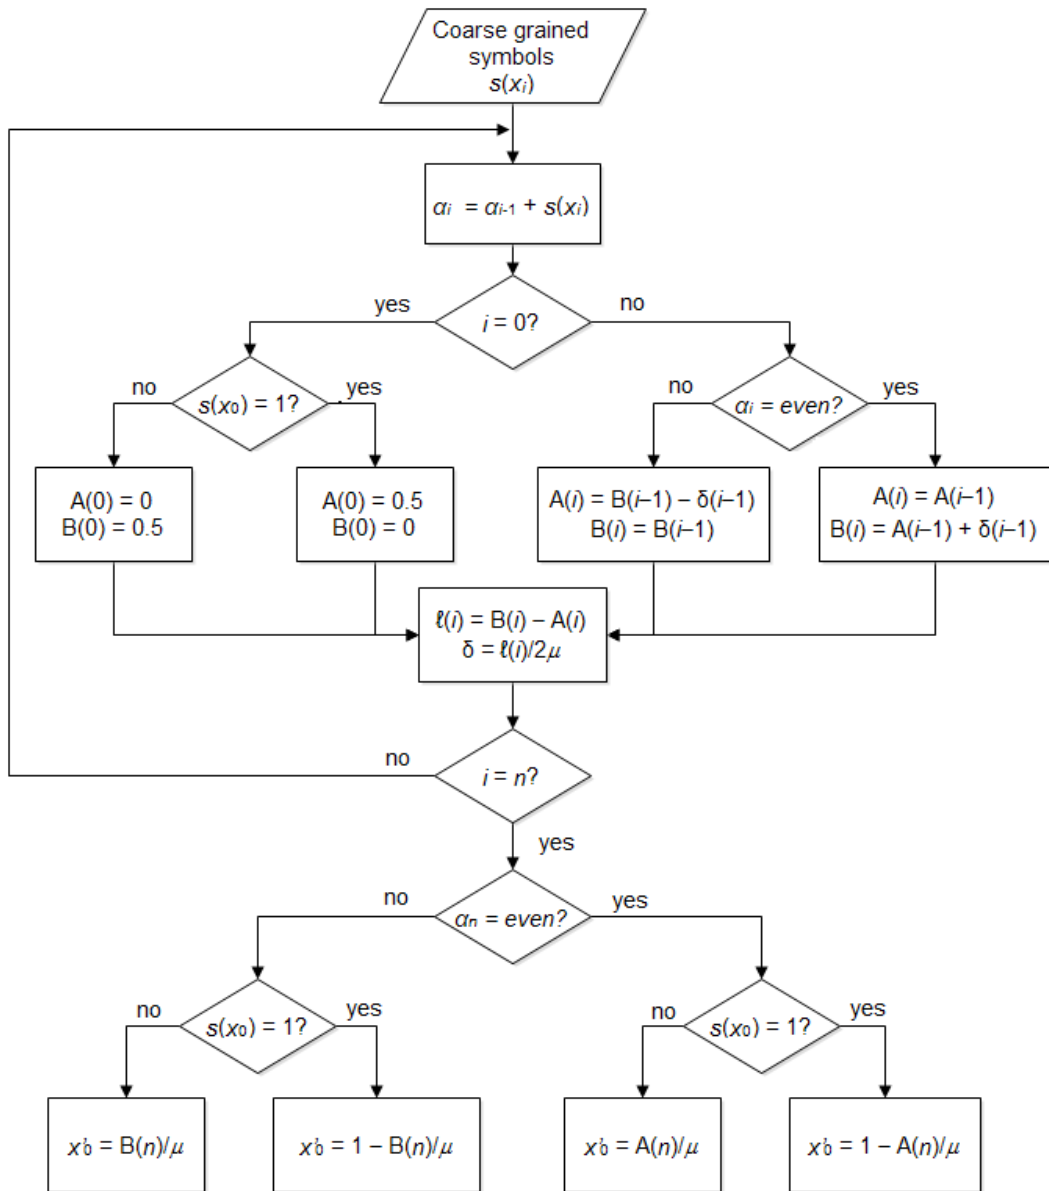 Coarse grained
symbols
s(xi)
αi = αi-1 + s(xi)
yes
no
i = 0?
no
yes
no
yes
s(x0) = 1?
αi = even?
A(0) = 0
B(0) = 0.5
A(0) = 0.5
B(0) = 0
A(i) = B(i–1) – δ(i–1)
B(i) = B(i–1)
A(i) = A(i–1)
B(i) = A(i–1) + δ(i–1)
ℓ(i) = B(i) – A(i)
δ = ℓ(i)/2μ
no
i = n?
yes
no
yes
αn = even?
no
yes
no
yes
s(x0) = 1?
s(x0) = 1?
x'0 = B(n)/μ
x'0 = 1 – B(n)/μ
x'0 = A(n)/μ
x'0 = 1 – A(n)/μ